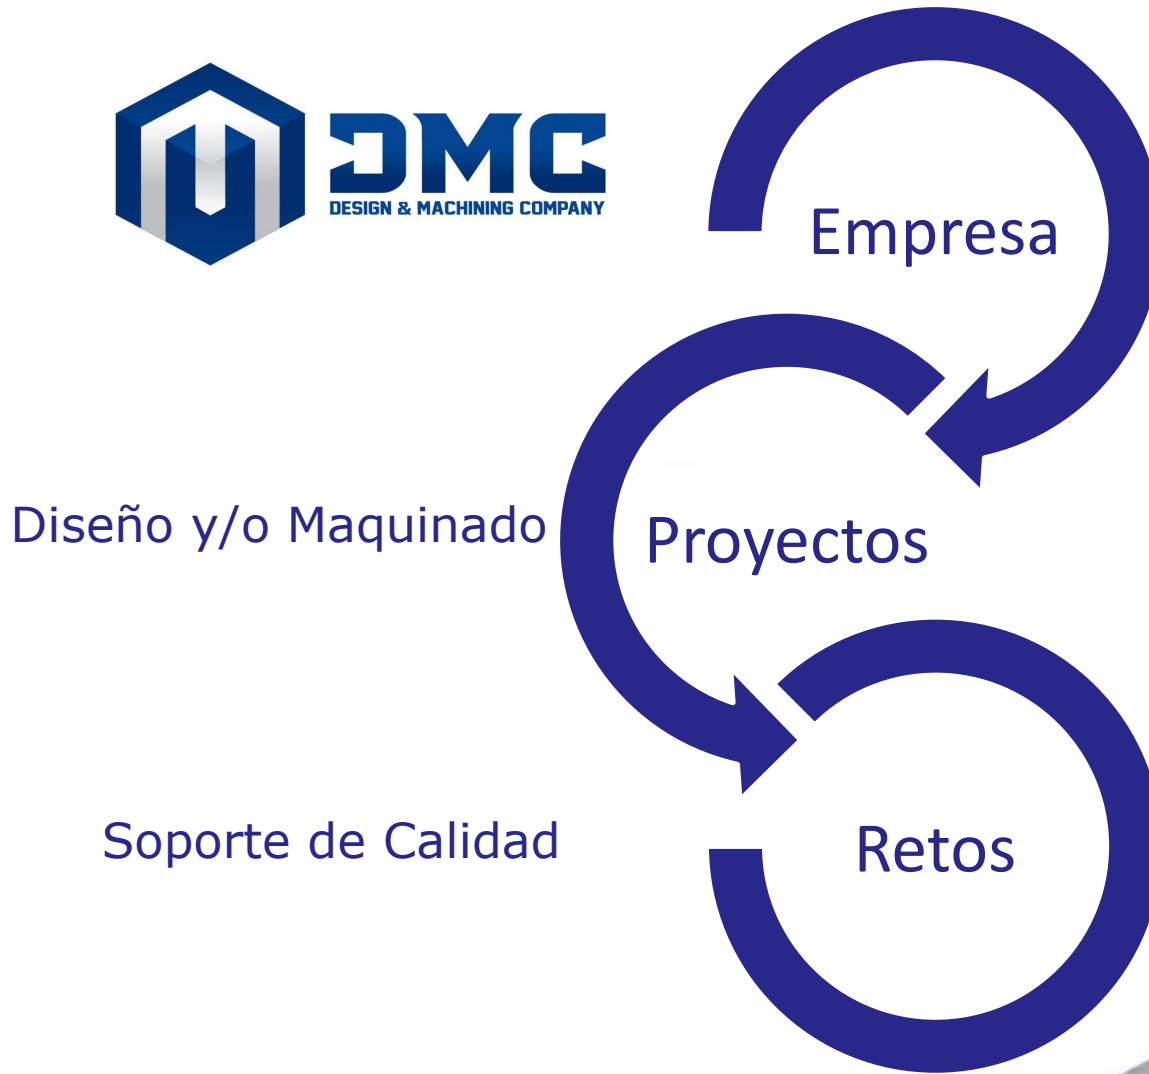 DMC
DESIGN & MACHINING COMPANY
Empresa
Diseño y/o Maquinado
Proyectos
Soporte de Calidad
Retos